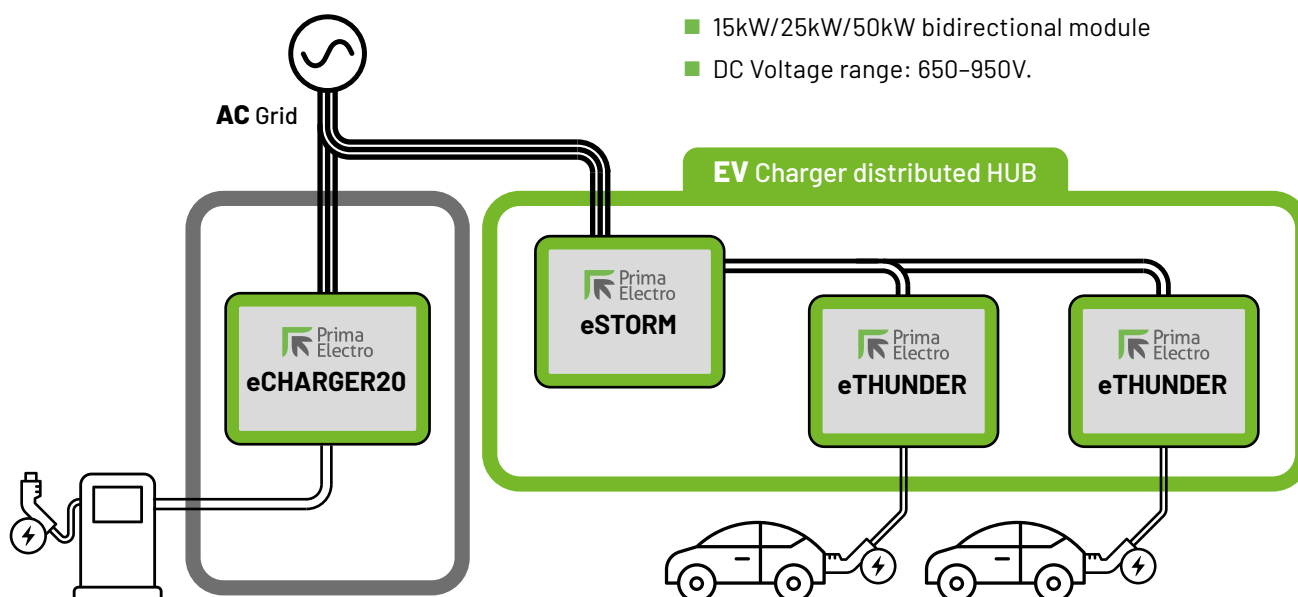 15kW/25kW/50kW bidirectional module
DC Voltage range: 650–950V.
AC Grid
EV Charger distributed HUB
Prima
Electro
eSTORM
Prima
Electro
eCHARGER20
Prima
Electro
eTHUNDER
Prima
Electro
eTHUNDER